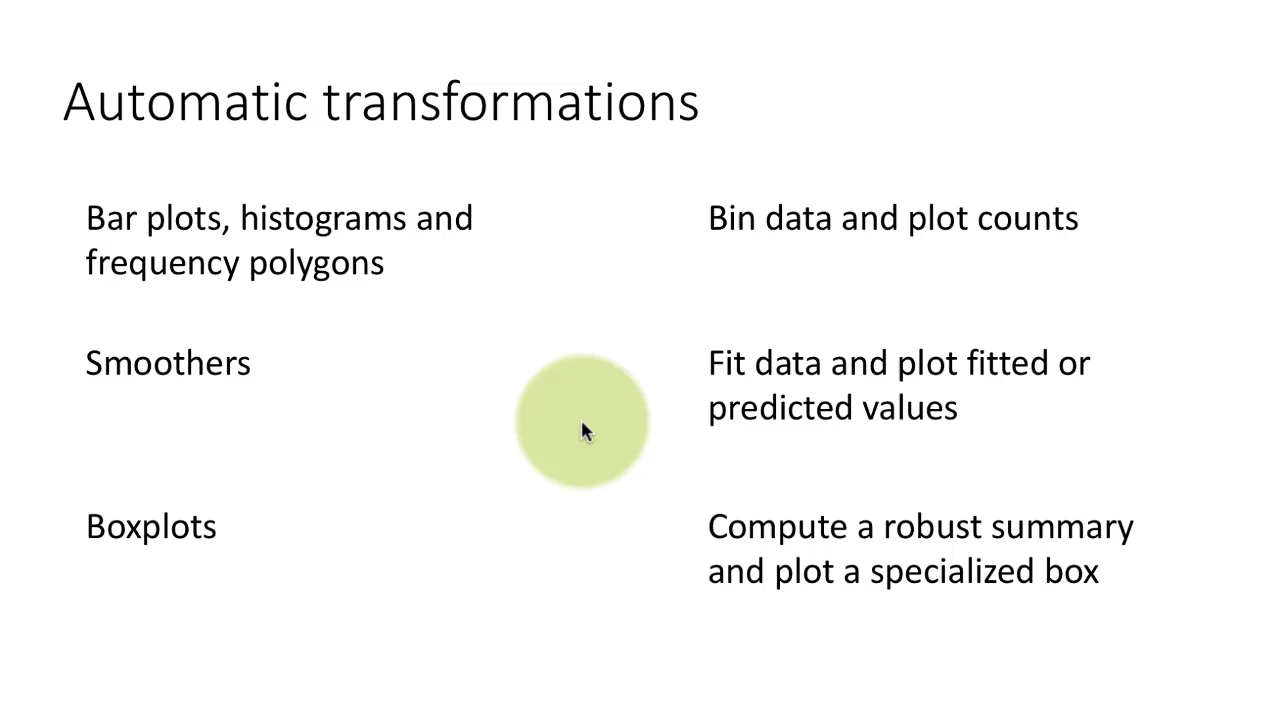 Automatic transformations
Bar plots, histograms and
frequency polygons
Bin data and plot counts
Smoothers
Fit data and plot fitted or
predicted values
Boxplots
Compute a robust summary
and plot a specialized box